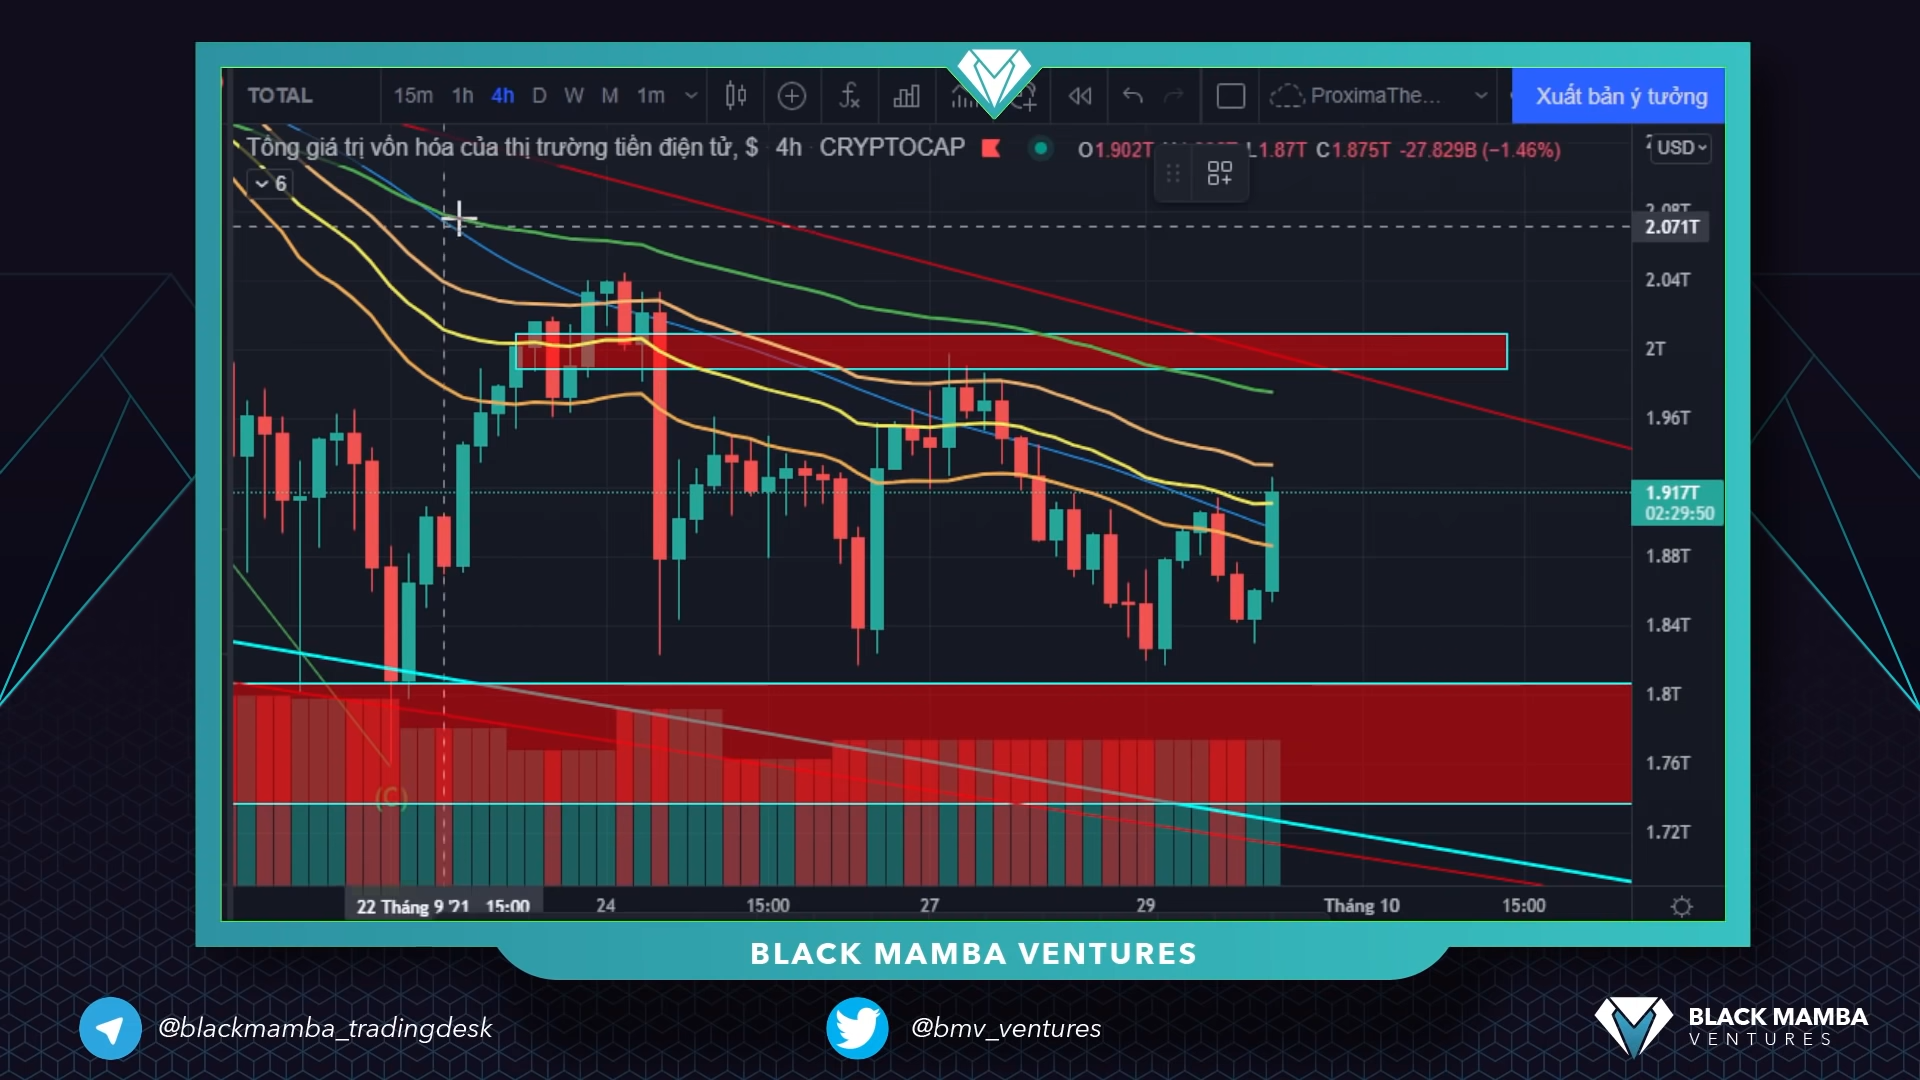 TOTAL 15m 1h 4h D W M 1m ProximaThe... Xuất bản ý tưởng
Tổng giá trị vốn hóa của thị trường tiền điện tử, $ 4h CRYPTOCAP O1.902T L1.87T C1.875T -27.829B (−1.46%) USD
6
2.08T
2.071T
2.04T
2T
1.96T
1.917T
02:29:50
1.88T
1.84T
1.8T
1.76T
(C)
1.72T
22 Tháng 9 '21 15:00 24 15:00 27 29 Tháng 10 15:00
BLACK MAMBA VENTURES
@blackmamba_tradingdesk
@bmv_ventures
BLACK MAMBA
VENTURES